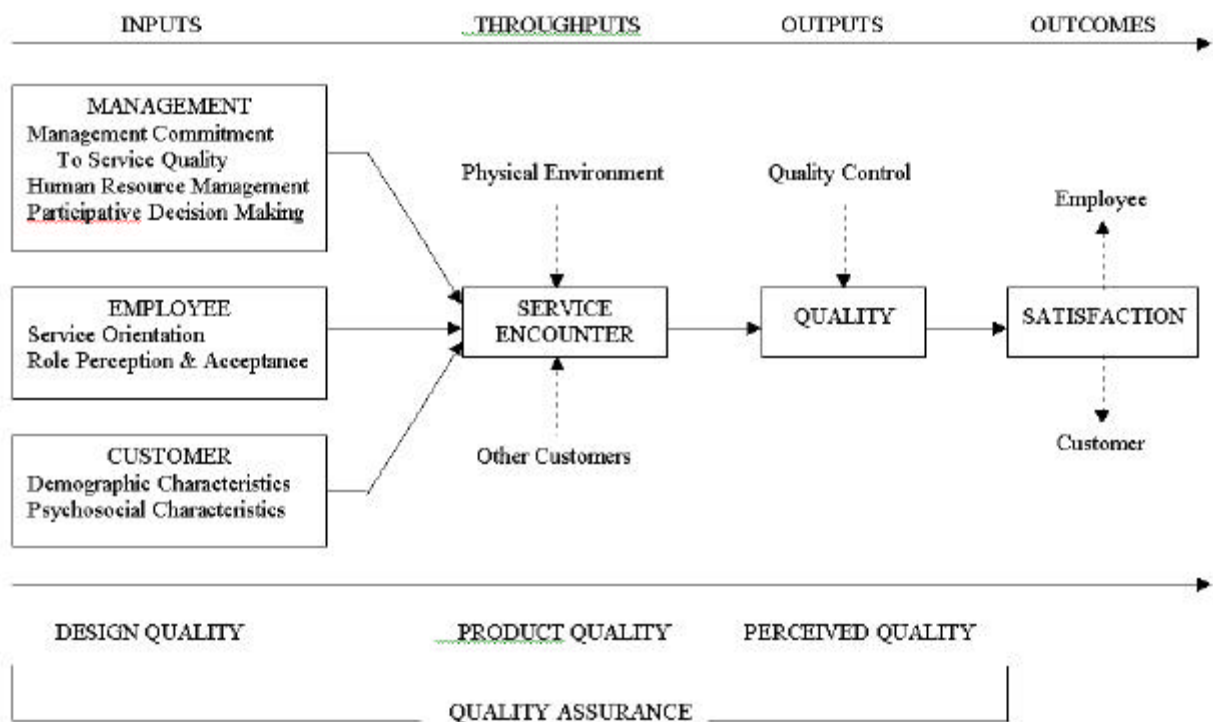 INPUTS
THROUGHPUTS
OUTPUTS
OUTCOMES
MANAGEMENT
Management Commitment
To Service Quality
Human Resource Management
Participative Decision Making
EMPLOYEE
Service Orientation
Role Perception & Acceptance
CUSTOMER
Demographic Characteristics
Psychosocial Characteristics
Physical Environment
SERVICE
ENCOUNTER
Other Customers
Quality Control
QUALITY
Employee
SATISFACTION
Customer
DESIGN QUALITY
PRODUCT QUALITY
PERCEIVED QUALITY
QUALITY ASSURANCE